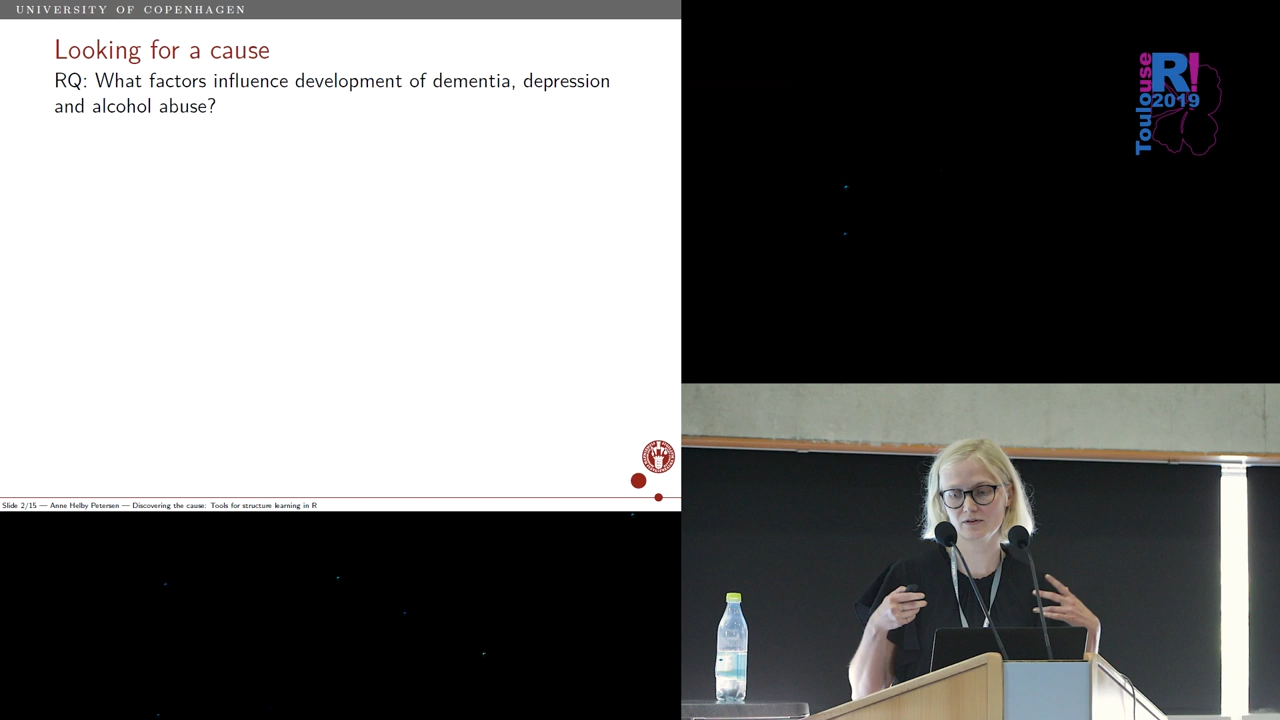 UNIVERSITY OF COPENHAGEN
Looking for a cause
RQ: What factors influence development of dementia, depression
and alcohol abuse?
Slide 2/15 — Anne Helby Petersen — Discovering the cause: Tools for structure learning in R
Toulouse
R!
2019